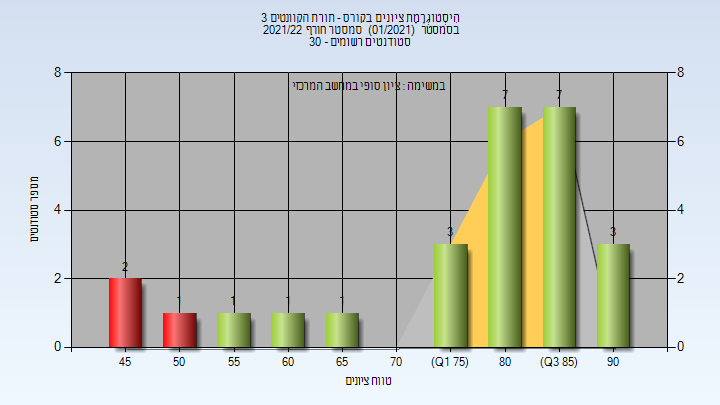 היסטוגרמת ציונים בקורס - תורת הקוונטים 3
בסמסטר (01/2021) סמסטר חורף 2021/22
סטודנטים רשומים - 30
במשימה : ציון סופי במחשב המרכזי
8 8
6 6
4 4
2 2
0 0
מספר סטודנטים
2 1 1 1 1 3 7 7 3
45 50 55 60 65 70 (Q1 75) 80 (Q3 85) 90
טווח ציונים